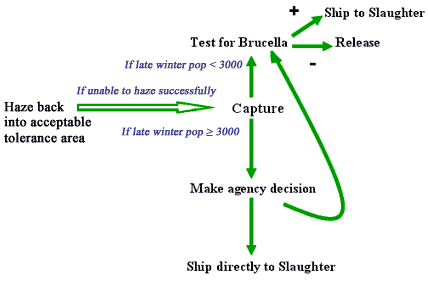 +
Ship to Slaughter
Test for Brucella
Release
-
If late winter pop < 3000
If unable to haze successfully
Haze back
into acceptable
tolerance area
Capture
If late winter pop ≥ 3000
Make agency decision
Ship directly to Slaughter